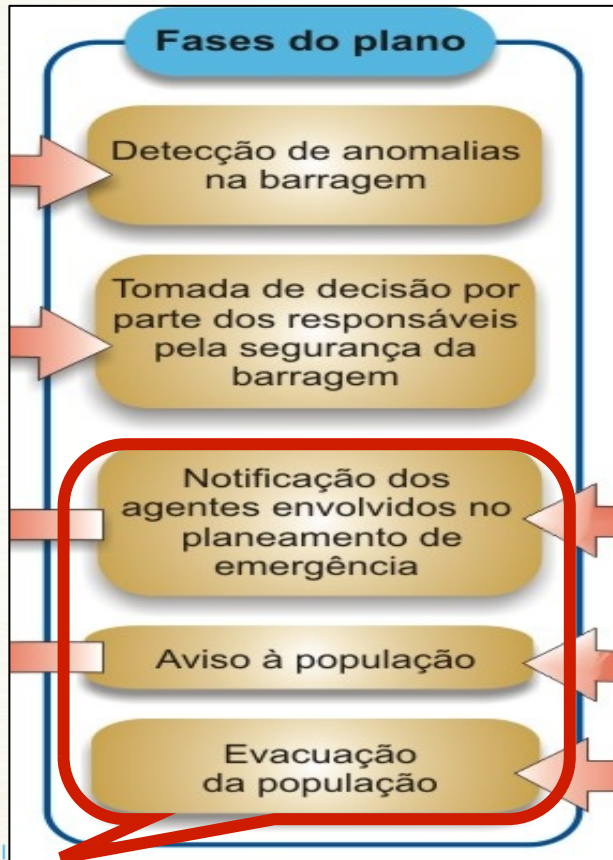 Fases do plano
Detecção de anomalias
na barragem
Tomada de decisão por
parte dos responsáveis
pela segurança da
barragem
Notificação dos
agentes envolvidos no
planeamento de
emergência
Aviso à população
Evacuação
da população